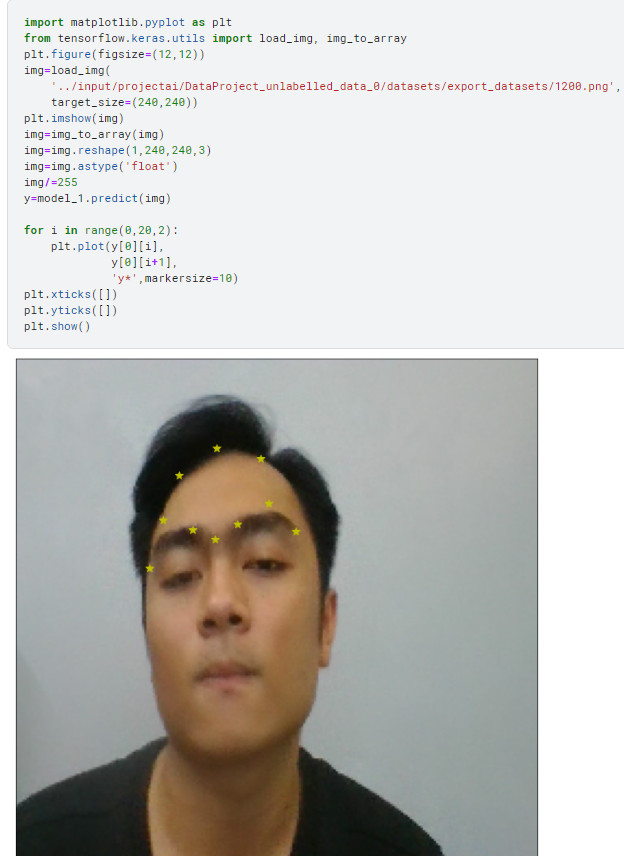 import matplotlib.pyplot as plt
from tensorflow.keras.utils import load_img, img_to_array
plt.figure(figsize=(12,12))
img=load_img(
    '../input/projectai/DataProject_unlabelled_data_0/datasets/export_datasets/1200.png',
    target_size=(240,240))
plt.imshow(img)
img=img_to_array(img)
img=img.reshape(1,240,240,3)
img=img.astype('float')
img/=255
y=model_1.predict(img)

for i in range(0,20,2):
    plt.plot(y[0][i],
             y[0][i+1],
             'y*',markersize=10)
plt.xticks([])
plt.yticks([])
plt.show()